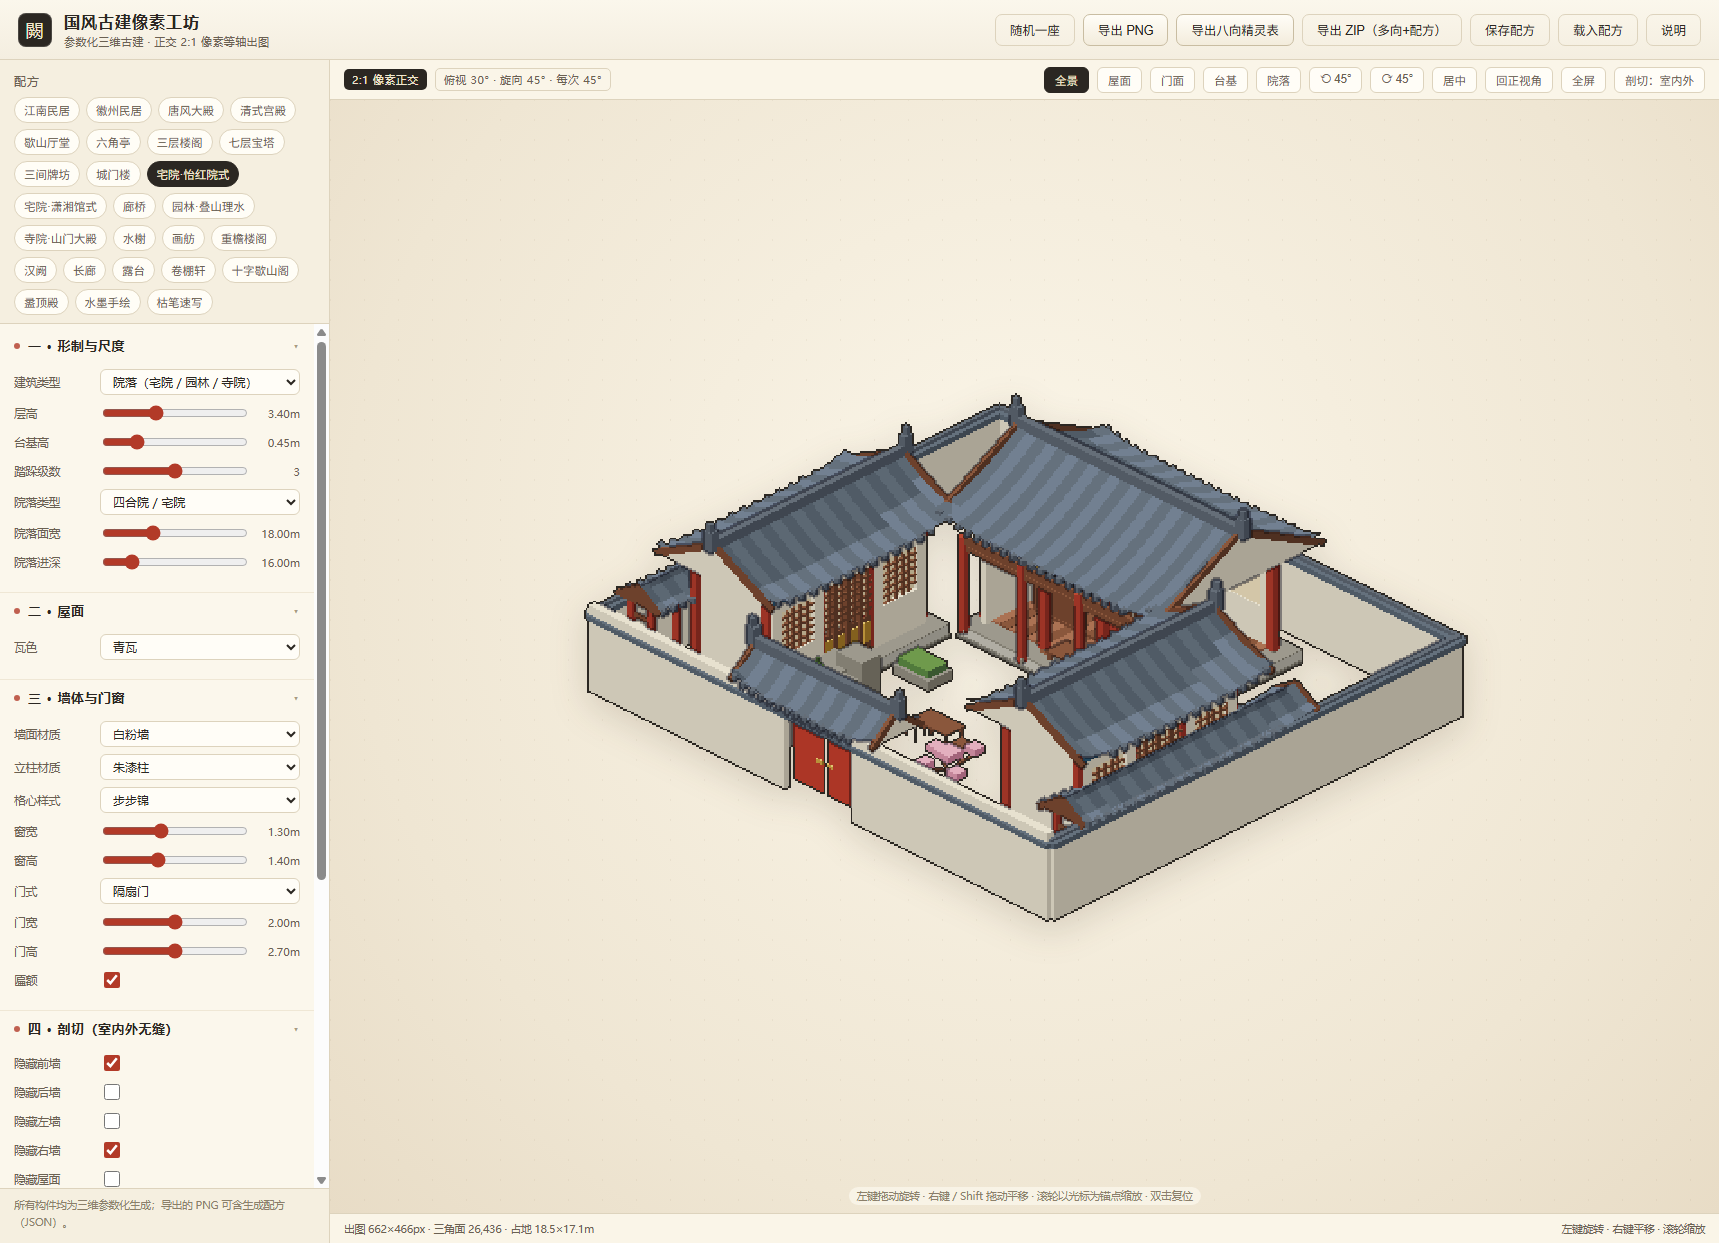 闕
国风古建像素工坊
参数化三维古建 · 正交 2:1 像素等轴出图
随机一座
导出 PNG
导出八向精灵表
导出 ZIP（多向+配方）
保存配方
载入配方
说明
配方
江南民居
徽州民居
唐风大殿
清式宫殿
歇山厅堂
六角亭
三层楼阁
七层宝塔
三间牌坊
城门楼
宅院·怡红院式
宅院·潇湘馆式
廊桥
园林·叠山理水
寺院·山门大殿
水榭
画舫
重檐楼阁
汉阙
长廊
露台
卷棚轩
十字歇山阁
盝顶殿
水墨手绘
枯笔速写
一 • 形制与尺度
建筑类型
院落（宅院 / 园林 / 寺院）
层高
3.40m
台基高
0.45m
踏跺级数
3
院落类型
四合院 / 宅院
院落面宽
18.00m
院落进深
16.00m
二 • 屋面
瓦色
青瓦
三 • 墙体与门窗
墙面材质
白粉墙
立柱材质
朱漆柱
格心样式
步步锦
窗宽
1.30m
窗高
1.40m
门式
隔扇门
门宽
2.00m
门高
2.70m
匾额
四 • 剖切（室内外无缝）
隐藏前墙
隐藏后墙
隐藏左墙
隐藏右墙
隐藏屋面
所有构件均为三维参数化生成；导出的 PNG 可含生成配方
（JSON）。
2:1 像素正交
俯视 30° · 旋向 45° · 每次 45°
全景
屋面
门面
台基
院落
⟲ 45°
⟳ 45°
居中
回正视角
全屏
剖切：室内外
左键拖动旋转 · 右键 / Shift 拖动平移 · 滚轮以光标为锚点缩放 · 双击复位
出图 662×466px · 三角面 26,436 · 占地 18.5×17.1m
左键旋转 · 右键平移 · 滚轮缩放